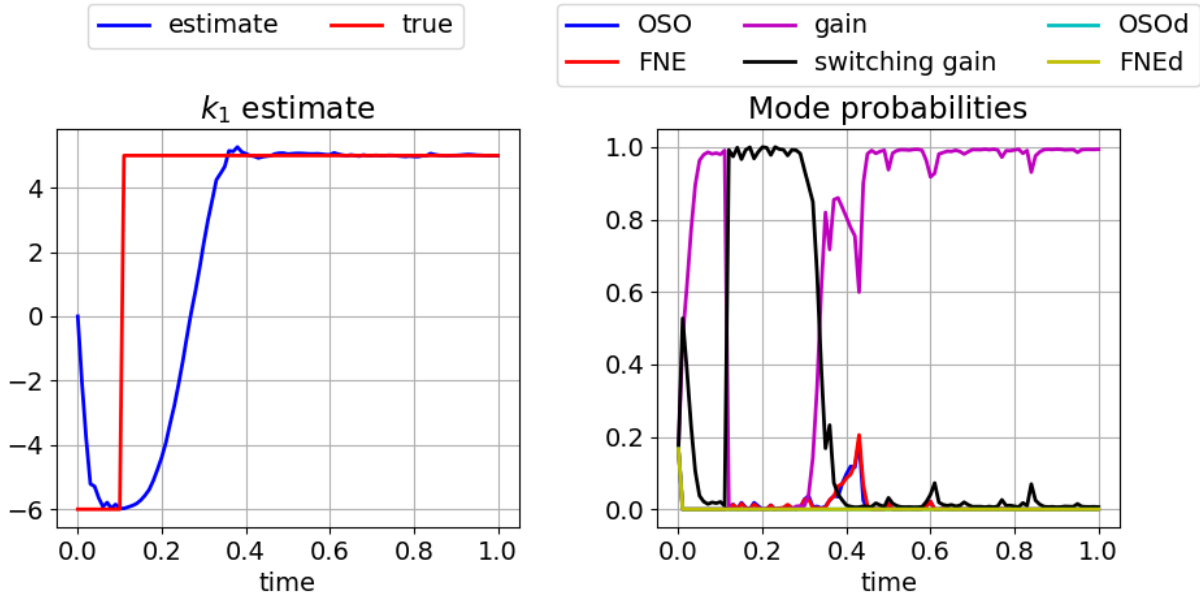 estimate true
k₁ estimate
4
2
0
−2
−4
−6
0.0 0.2 0.4 0.6 0.8 1.0
time
OSO gain OSOd
FNE switching gain FNEd
Mode probabilities
1.0
0.8
0.6
0.4
0.2
0.0
0.0 0.2 0.4 0.6 0.8 1.0
time